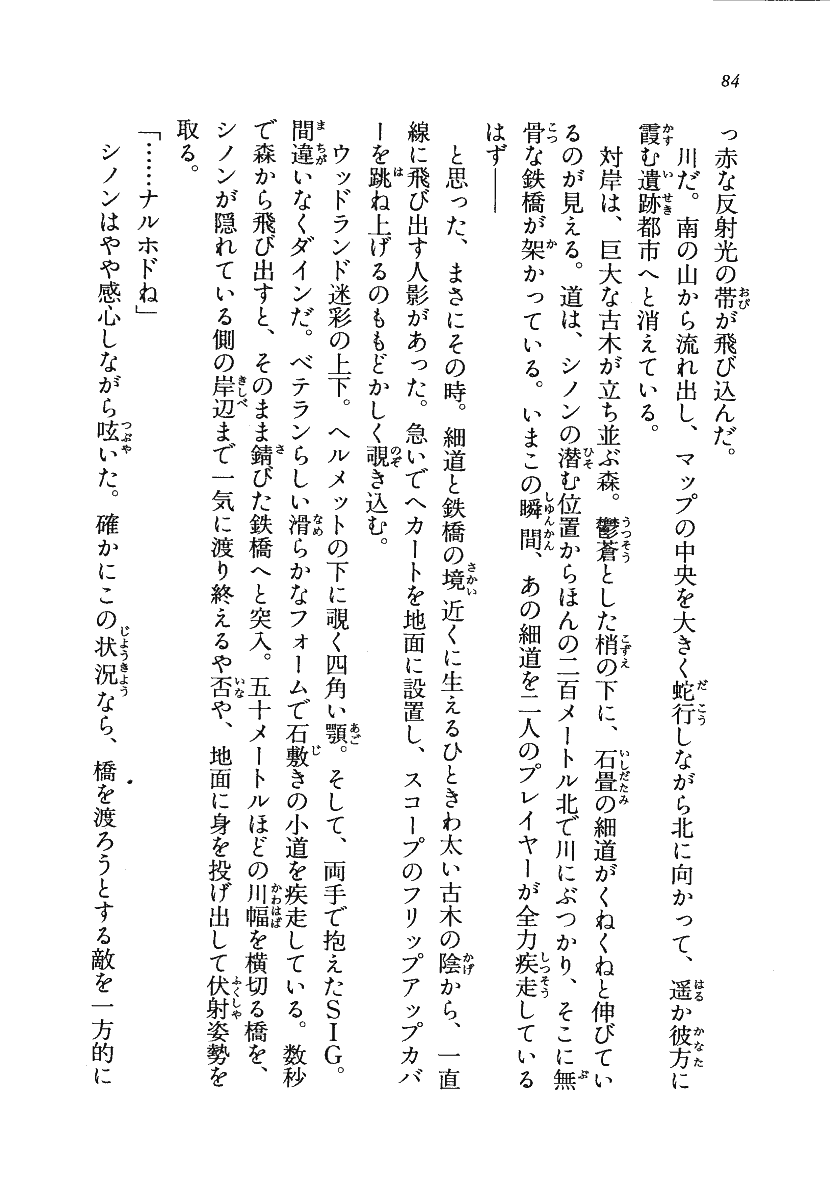 84
っ赤な反射光の帯が飛び込んだ。
川だ。南の山から流れ出し、マップの中央を大きく蛇行しながら北に向かって、遥か彼方に
霞む遺跡都市へと消えている。
対岸は、巨大な古木が立ち並ぶ森。鬱蒼とした梢の下に、石畳の細道がくねくねと伸びてい
るのが見える。道は、シノンの潜む位置からほんの二百メートル北で川にぶつかり、そこに無
骨な鉄橋が架かっている。いまこの瞬間、あの細道を二人のプレイヤーが全力疾走している
はず――
と思った、まさにその時。細道と鉄橋の境近くに生えるひときわ太い古木の陰から、一直
線に飛び出す人影があった。急いでヘカートを地面に設置し、スコープのフリップアップカバ
ーを跳ね上げるのももどかしく覗き込む。
ウッドランド迷彩の上下。ヘルメットの下に覗く四角い顎。そして、両手で抱えたＳＩＧ。
間違いなくダインだ。ベテランらしい滑らかなフォームで石敷きの小道を疾走している。数秒
で森から飛び出すと、そのまま錆びた鉄橋へと突入。五十メートルほどの川幅を横切る橋を、
シノンが隠れている側の岸辺まで一気に渡り終えるや否や、地面に身を投げ出して伏射姿勢を
取る。
「……ナルホドね」
シノンはやや感心しながら呟いた。確かにこの状況なら、橋を渡ろうとする敵を一方的に